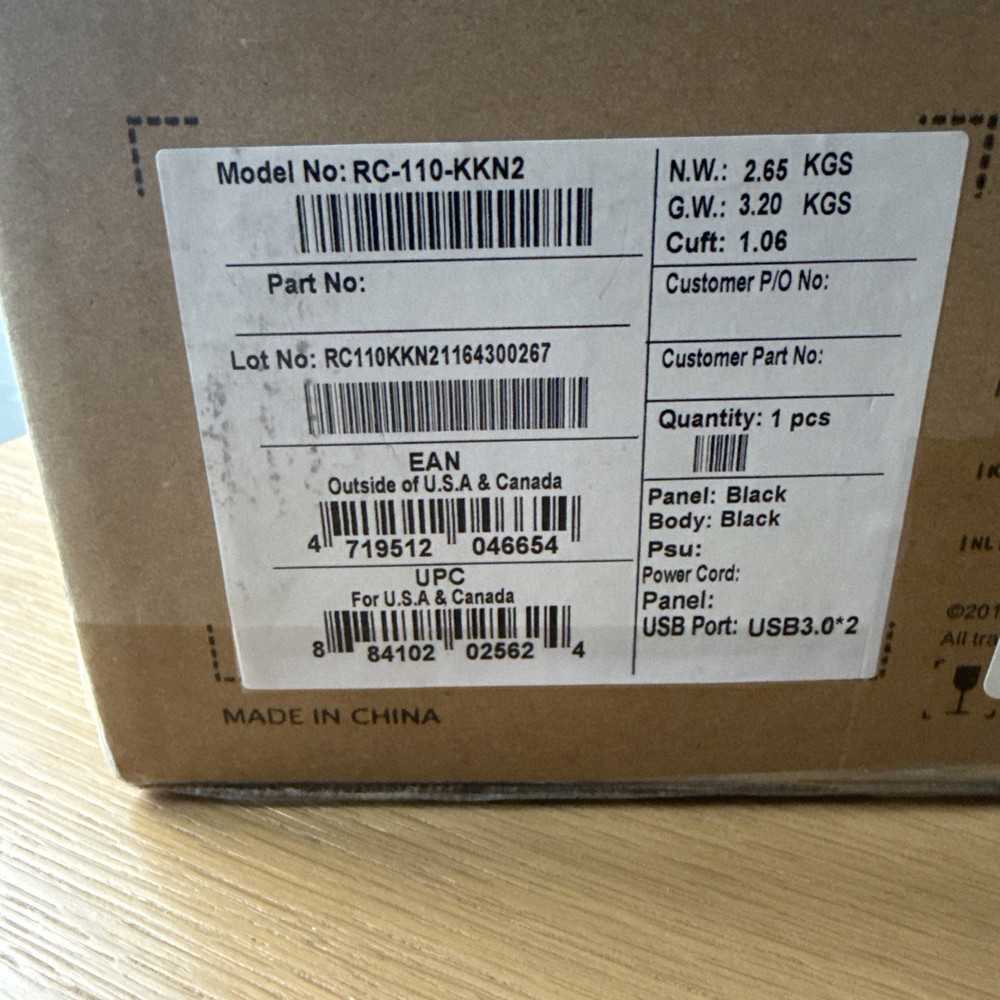 Model No: RC-110-KKN2
Part No:
Lot No: RC110KKN21164300267
EAN
Outside of U.S.A & Canada
4 719512 046654
UPC
For U.S.A & Canada
8 84102 02562 4
N.W.: 2.65 KGS
G.W.: 3.20 KGS
Cuft: 1.06
Customer P/O No:
Customer Part No:
Quantity: 1 pcs
Panel: Black
Body: Black
Psu:
Power Cord:
Panel:
USB Port: USB3.0*2
MADE IN CHINA
NL
©201
All tra